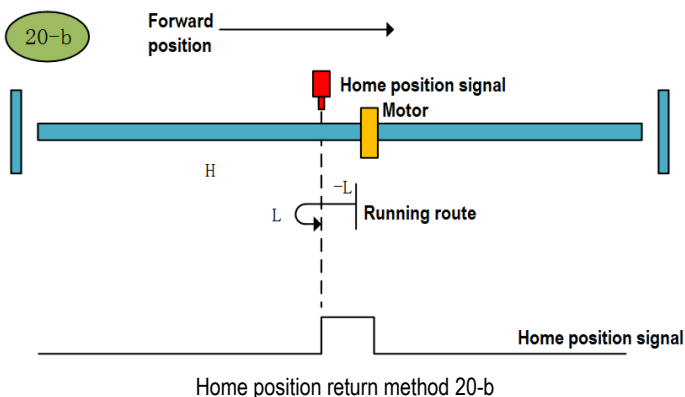 20-b
Forward
position
Home position signal
Motor
H
-L
L
Running route
Home position signal
Home position return method 20-b